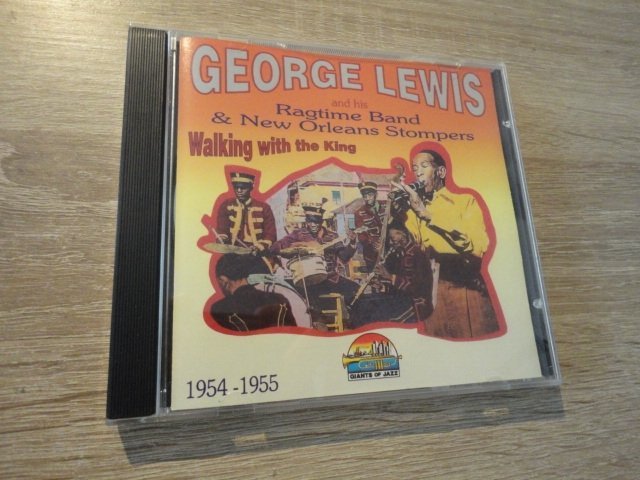 GEORGE LEWIS
and his
Ragtime Band
& New Orleans Stompers
Walking with the King
GIANTS OF JAZZ
1954 -1955